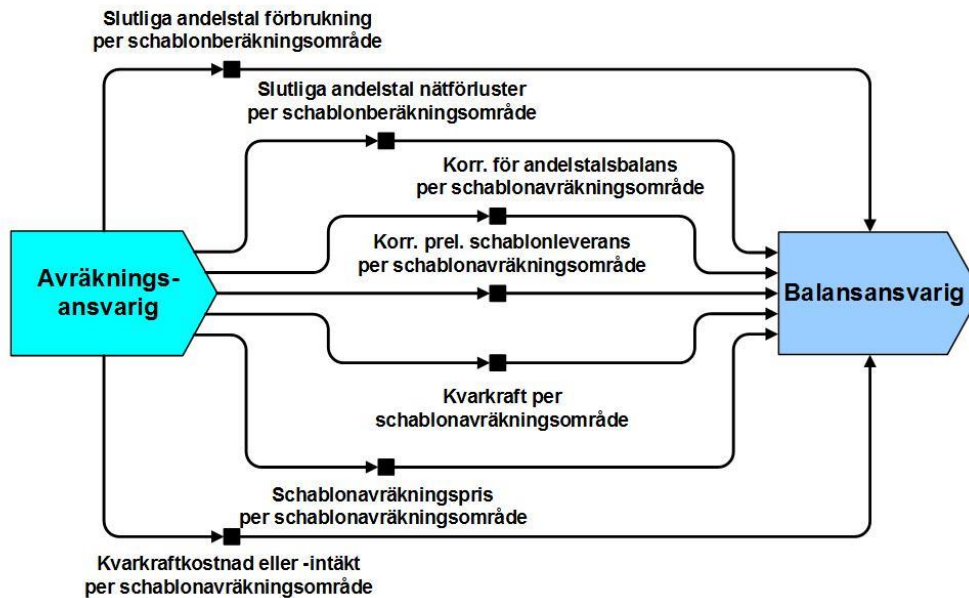 Slutliga andelstal förbrukning
per schablonberäkningsområde
Slutliga andelstal nätförluster
per schablonberäkningsområde
Korr. för andelstalsbalans
per schablonavräkningsområde
Korr. prel. schablonleverans
per schablonavräkningsområde
Avräknings-
ansvarig
Balansansvarig
Kvarkraft per
schablonavräkningsområde
Schablonavräkningspris
per schablonavräkningsområde
Kvarkraftkostnad eller -intäkt
per schablonavräkningsområde